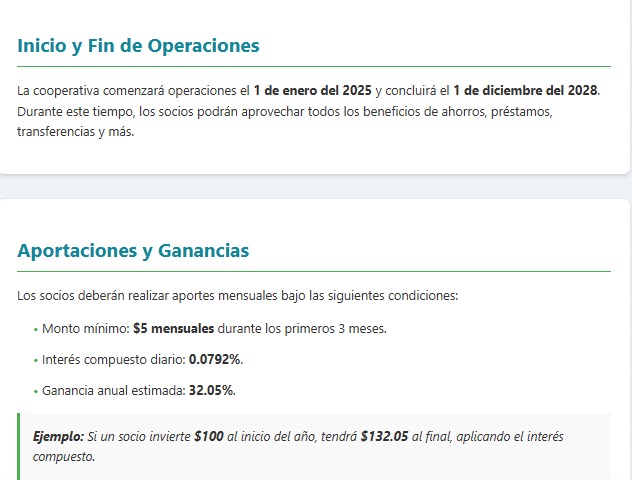 Inicio y Fin de Operaciones
La cooperativa comenzará operaciones el 1 de enero del 2025 y concluirá el 1 de diciembre del 2028.
Durante este tiempo, los socios podrán aprovechar todos los beneficios de ahorros, préstamos,
transferencias y más.
Aportaciones y Ganancias
Los socios deberán realizar aportes mensuales bajo las siguientes condiciones:
• Monto mínimo: $5 mensuales durante los primeros 3 meses.
• Interés compuesto diario: 0.0792%.
• Ganancia anual estimada: 32.05%.
Ejemplo: Si un socio invierte $100 al inicio del año, tendrá $132.05 al final, aplicando el interés
compuesto.